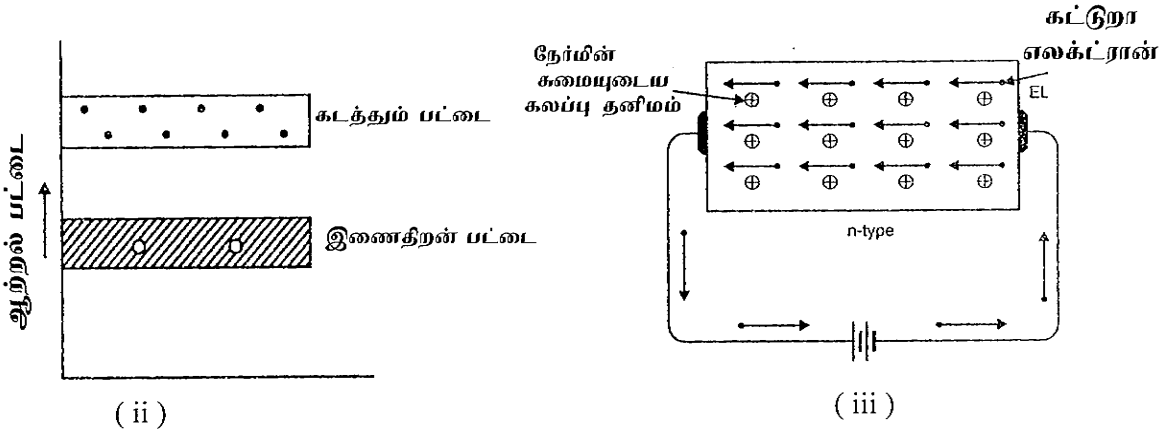 ஆற்றல் பட்டை
கடத்தும் பட்டை
இணைதிறன் பட்டை
( ii )
நேர்மின்
சுமையுடைய
கலப்பு தனிமம்
கட்டுறா
எலக்ட்ரான்
EL
n-type
( iii )